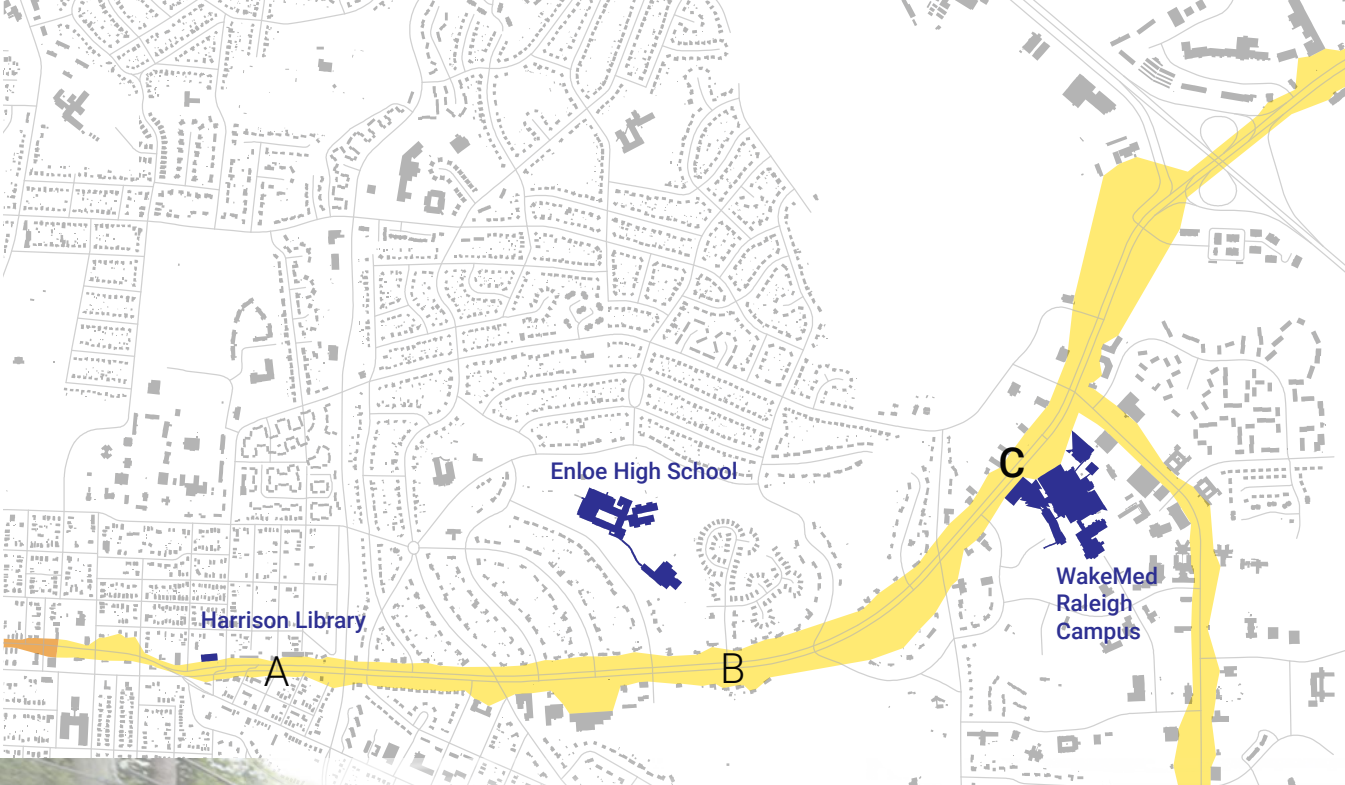 Enloe High School
C
WakeMed
Raleigh
Campus
Harrison Library
A
B